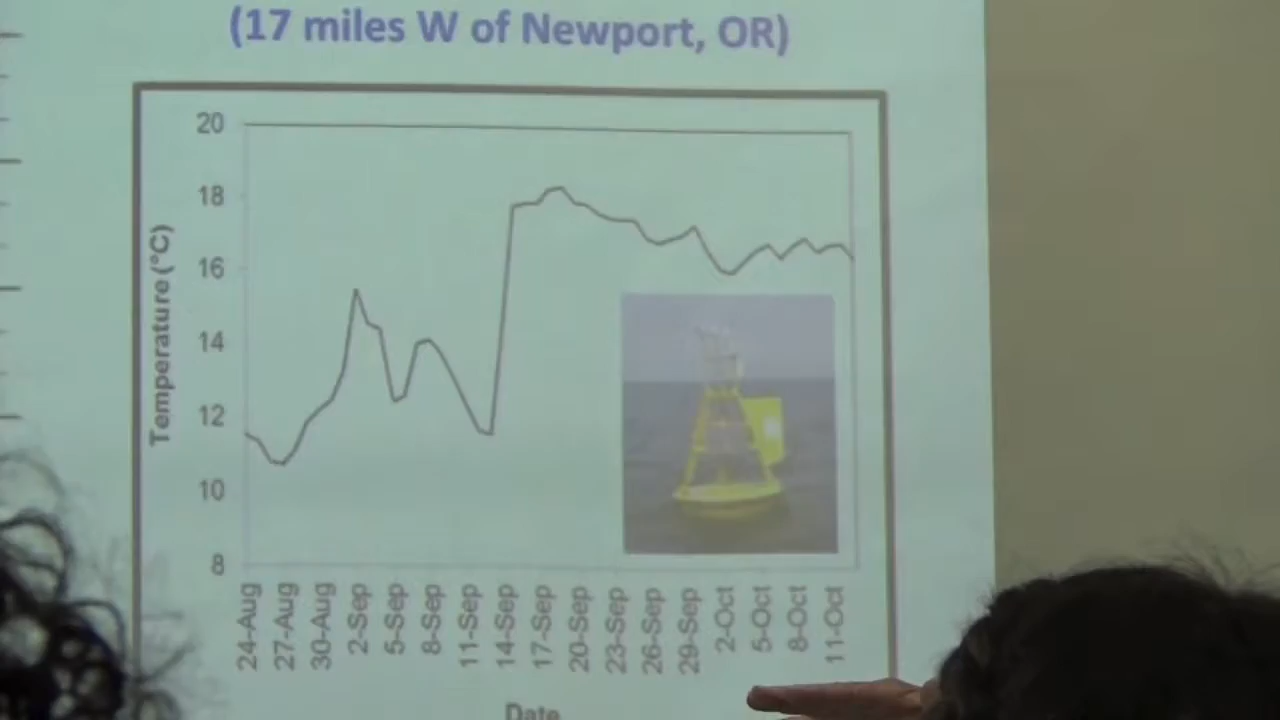 (17 miles W of Newport, OR)
20
18
16
14
12
10
8
Temperature (°C)
24-Aug
27-Aug
30-Aug
2-Sep
5-Sep
8-Sep
11-Sep
14-Sep
17-Sep
20-Sep
23-Sep
26-Sep
29-Sep
2-Oct
5-Oct
8-Oct
11-Oct
Date